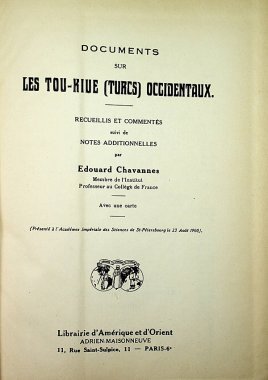 DOCUMENTS
SUR
LES TOU-KIUE (TURCS) OCCIDENTAUX.
RECUEILLIS ET COMMENTÉS
suivi de
NOTES ADDITIONNELLES
par
Edouard Chavannes
Membre de l'Institut
Professeur au Collège de France
Avec une carte
(Présenté à l'Académie Impériale des Sciences de St-Pétersbourg le 23 Août 1900).
Librairie d'Amérique et d'Orient
ADRIEN-MAISONNEUVE
11, Rue Saint-Sulpice, 11 — PARIS-6e